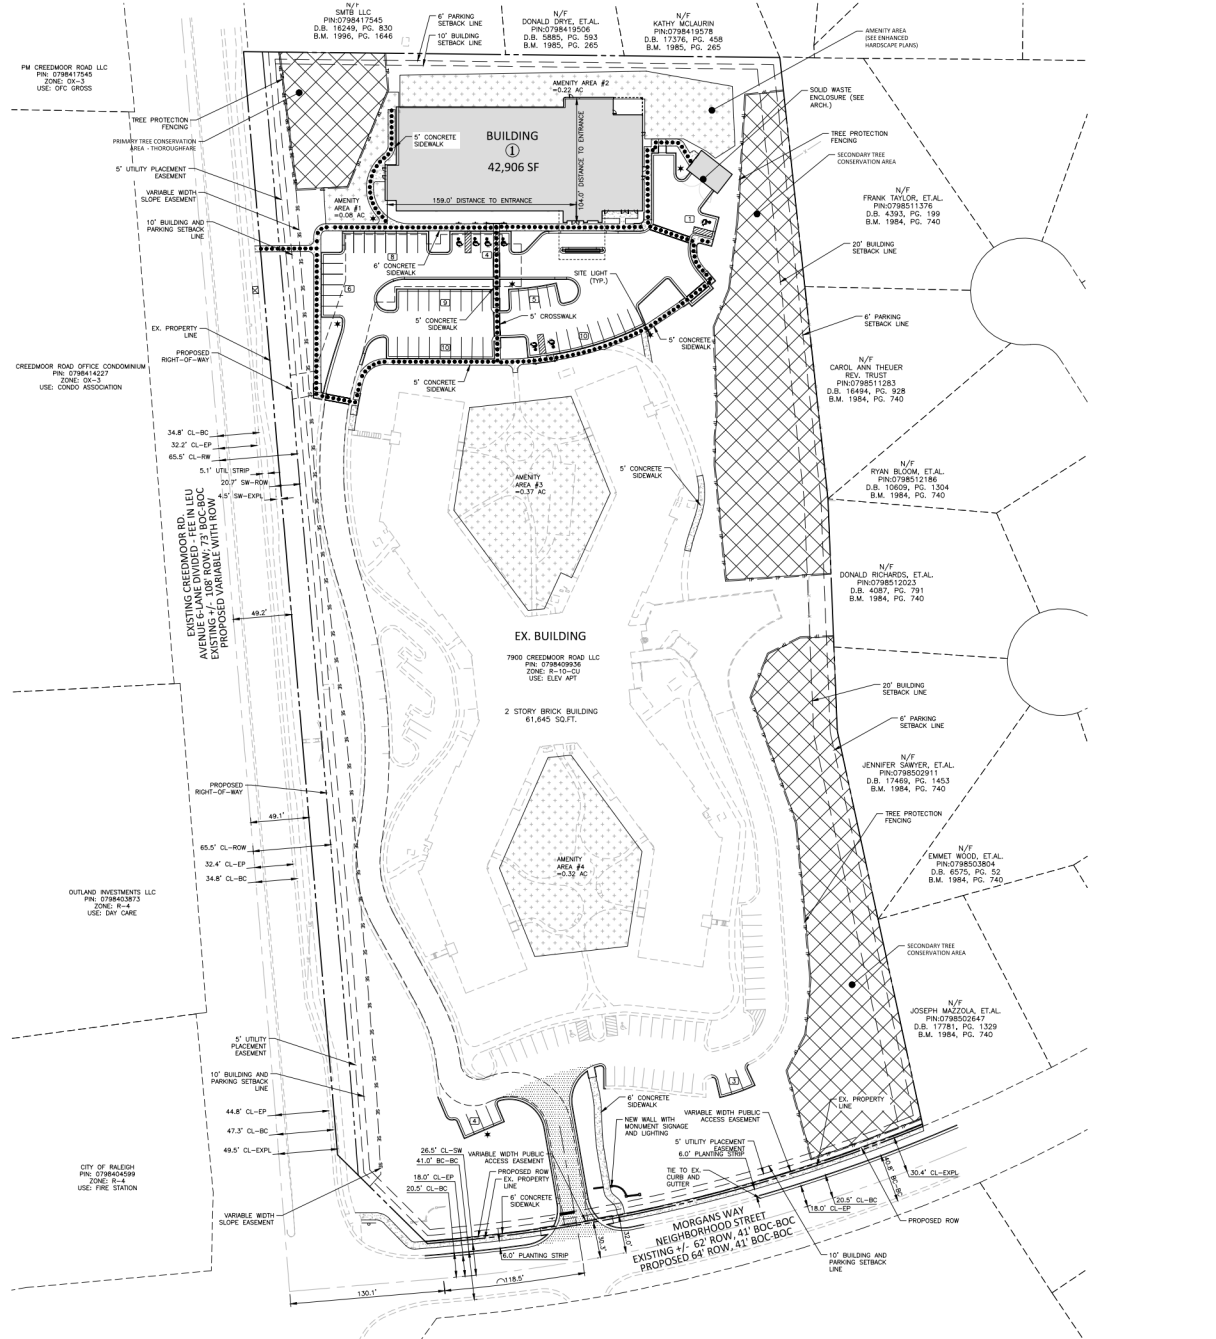 N/F
SMTB LLC
PIN:0798417545
D.B. 16249, PG. 830
B.M. 1996, PG. 1646
6' PARKING
SETBACK LINE
10' BUILDING
SETBACK LINE
N/F
DONALD DRYE, ET.AL.
PIN:0798419506
D.B. 5885, PG. 593
B.M. 1985, PG. 265
N/F
KATHY MCLAURIN
PIN:0798419578
D.B. 17376, PG. 458
B.M. 1985, PG. 265
AMENITY AREA
(SEE ENHANCED
HARDSCAPE PLANS)
PM CREEDMOOR ROAD LLC
PIN: 0798417545
ZONE: OX-3
USE: OFC GROSS
AMENITY AREA #2
=0.22 AC
SOLID WASTE
ENCLOSURE (SEE
ARCH.)
TREE PROTECTION
FENCING
PRIMARY TREE CONSERVATION
AREA - THOROUGHFARE
5' CONCRETE
SIDEWALK
BUILDING
1
42,906 SF
104.0' DISTANCE TO ENTRANCE
159.0' DISTANCE TO ENTRANCE
TREE PROTECTION
FENCING
SECONDARY TREE
CONSERVATION AREA
5' UTILITY PLACEMENT
EASEMENT
VARIABLE WIDTH
SLOPE EASEMENT
10' BUILDING AND
PARKING SETBACK
LINE
AMENITY
AREA #1
=0.08 AC
N/F
FRANK TAYLOR, ET.AL.
PIN:0798511376
D.B. 4393, PG. 199
B.M. 1984, PG. 740
20' BUILDING
SETBACK LINE
1
8
4
6' CONCRETE
SIDEWALK
SITE LIGHT
(TYP.)
6
9
5
5' CONCRETE
SIDEWALK
5' CROSSWALK
10
10
5' CONCRETE
SIDEWALK
6' PARKING
SETBACK LINE
EX. PROPERTY
LINE
PROPOSED
RIGHT-OF-WAY
CREEDMOOR ROAD OFFICE CONDOMINIUM
PIN: 0798414227
ZONE: OX-3
USE: CONDO ASSOCIATION
5' CONCRETE
SIDEWALK
N/F
CAROL ANN THEUER
REV. TRUST
PIN:0798511283
D.B. 16494, PG. 928
B.M. 1984, PG. 740
34.8' CL-BC
32.2' CL-EP
65.5' CL-RW
5.1' UTIL STRIP
20.7' SW-ROW
4.5' SW-EXPL
AMENITY
AREA #3
=0.37 AC
5' CONCRETE
SIDEWALK
N/F
RYAN BLOOM, ET.AL.
PIN:0798512186
D.B. 10609, PG. 1304
B.M. 1984, PG. 740
EXISTING CREEDMOOR RD.
AVENUE 6-LANE DIVIDED - FEE IN LEU
EXISTING +/- 108' ROW; 73' BOC-BOC
PROPOSED VARIABLE WITH ROW
N/F
DONALD RICHARDS, ET.AL.
PIN:0798512023
D.B. 4087, PG. 791
B.M. 1984, PG. 740
49.2'
EX. BUILDING
7900 CREEDMOOR ROAD LLC
PIN: 0798409936
ZONE: R-10-CU
USE: ELEV APT
2 STORY BRICK BUILDING
61,645 SQ.FT.
20' BUILDING
SETBACK LINE
6' PARKING
SETBACK LINE
N/F
JENNIFER SAWYER, ET.AL.
PIN:0798502911
D.B. 17469, PG. 1453
B.M. 1984, PG. 740
PROPOSED
RIGHT-OF-WAY
49.1'
TREE PROTECTION
FENCING
65.5' CL-ROW
32.4' CL-EP
34.8' CL-BC
AMENITY
AREA #4
=0.32 AC
N/F
EMMET WOOD, ET.AL.
PIN:0798503804
D.B. 6575, PG. 52
B.M. 1984, PG. 740
OUTLAND INVESTMENTS LLC
PIN: 0798403873
ZONE: R-4
USE: DAY CARE
SECONDARY TREE
CONSERVATION AREA
N/F
JOSEPH MAZZOLA, ET.AL.
PIN:0798502647
D.B. 17781, PG. 1329
B.M. 1984, PG. 740
5' UTILITY
PLACEMENT
EASEMENT
10' BUILDING AND
PARKING SETBACK
LINE
3
6' CONCRETE
SIDEWALK
EX. PROPERTY
LINE
44.8' CL-EP
47.3' CL-BC
49.5' CL-EXPL
4
NEW WALL WITH
MONUMENT SIGNAGE
AND LIGHTING
VARIABLE WIDTH PUBLIC
ACCESS EASEMENT
26.5' CL-SW
41.0' BC-BC
18.0' CL-EP
20.5' CL-BC
VARIABLE WIDTH PUBLIC
ACCESS EASEMENT
PROPOSED ROW
EX. PROPERTY
LINE
6' CONCRETE
SIDEWALK
5' UTILITY PLACEMENT
EASEMENT
6.0' PLANTING STRIP
TIE TO EX.
CURB AND
GUTTER
40.8' BC-BC
30.4' CL-EXPL
20.5' CL-BC
18.0' CL-EP
CITY OF RALEIGH
PIN: 0798404599
ZONE: R-4
USE: FIRE STATION
VARIABLE WIDTH
SLOPE EASEMENT
PROPOSED ROW
MORGANS WAY
NEIGHBORHOOD STREET
EXISTING +/- 62' ROW, 41' BOC-BOC
PROPOSED 64' ROW, 41' BOC-BOC
6.0' PLANTING STRIP
30.3'
32.0'
10' BUILDING AND
PARKING SETBACK
LINE
118.5'
130.1'